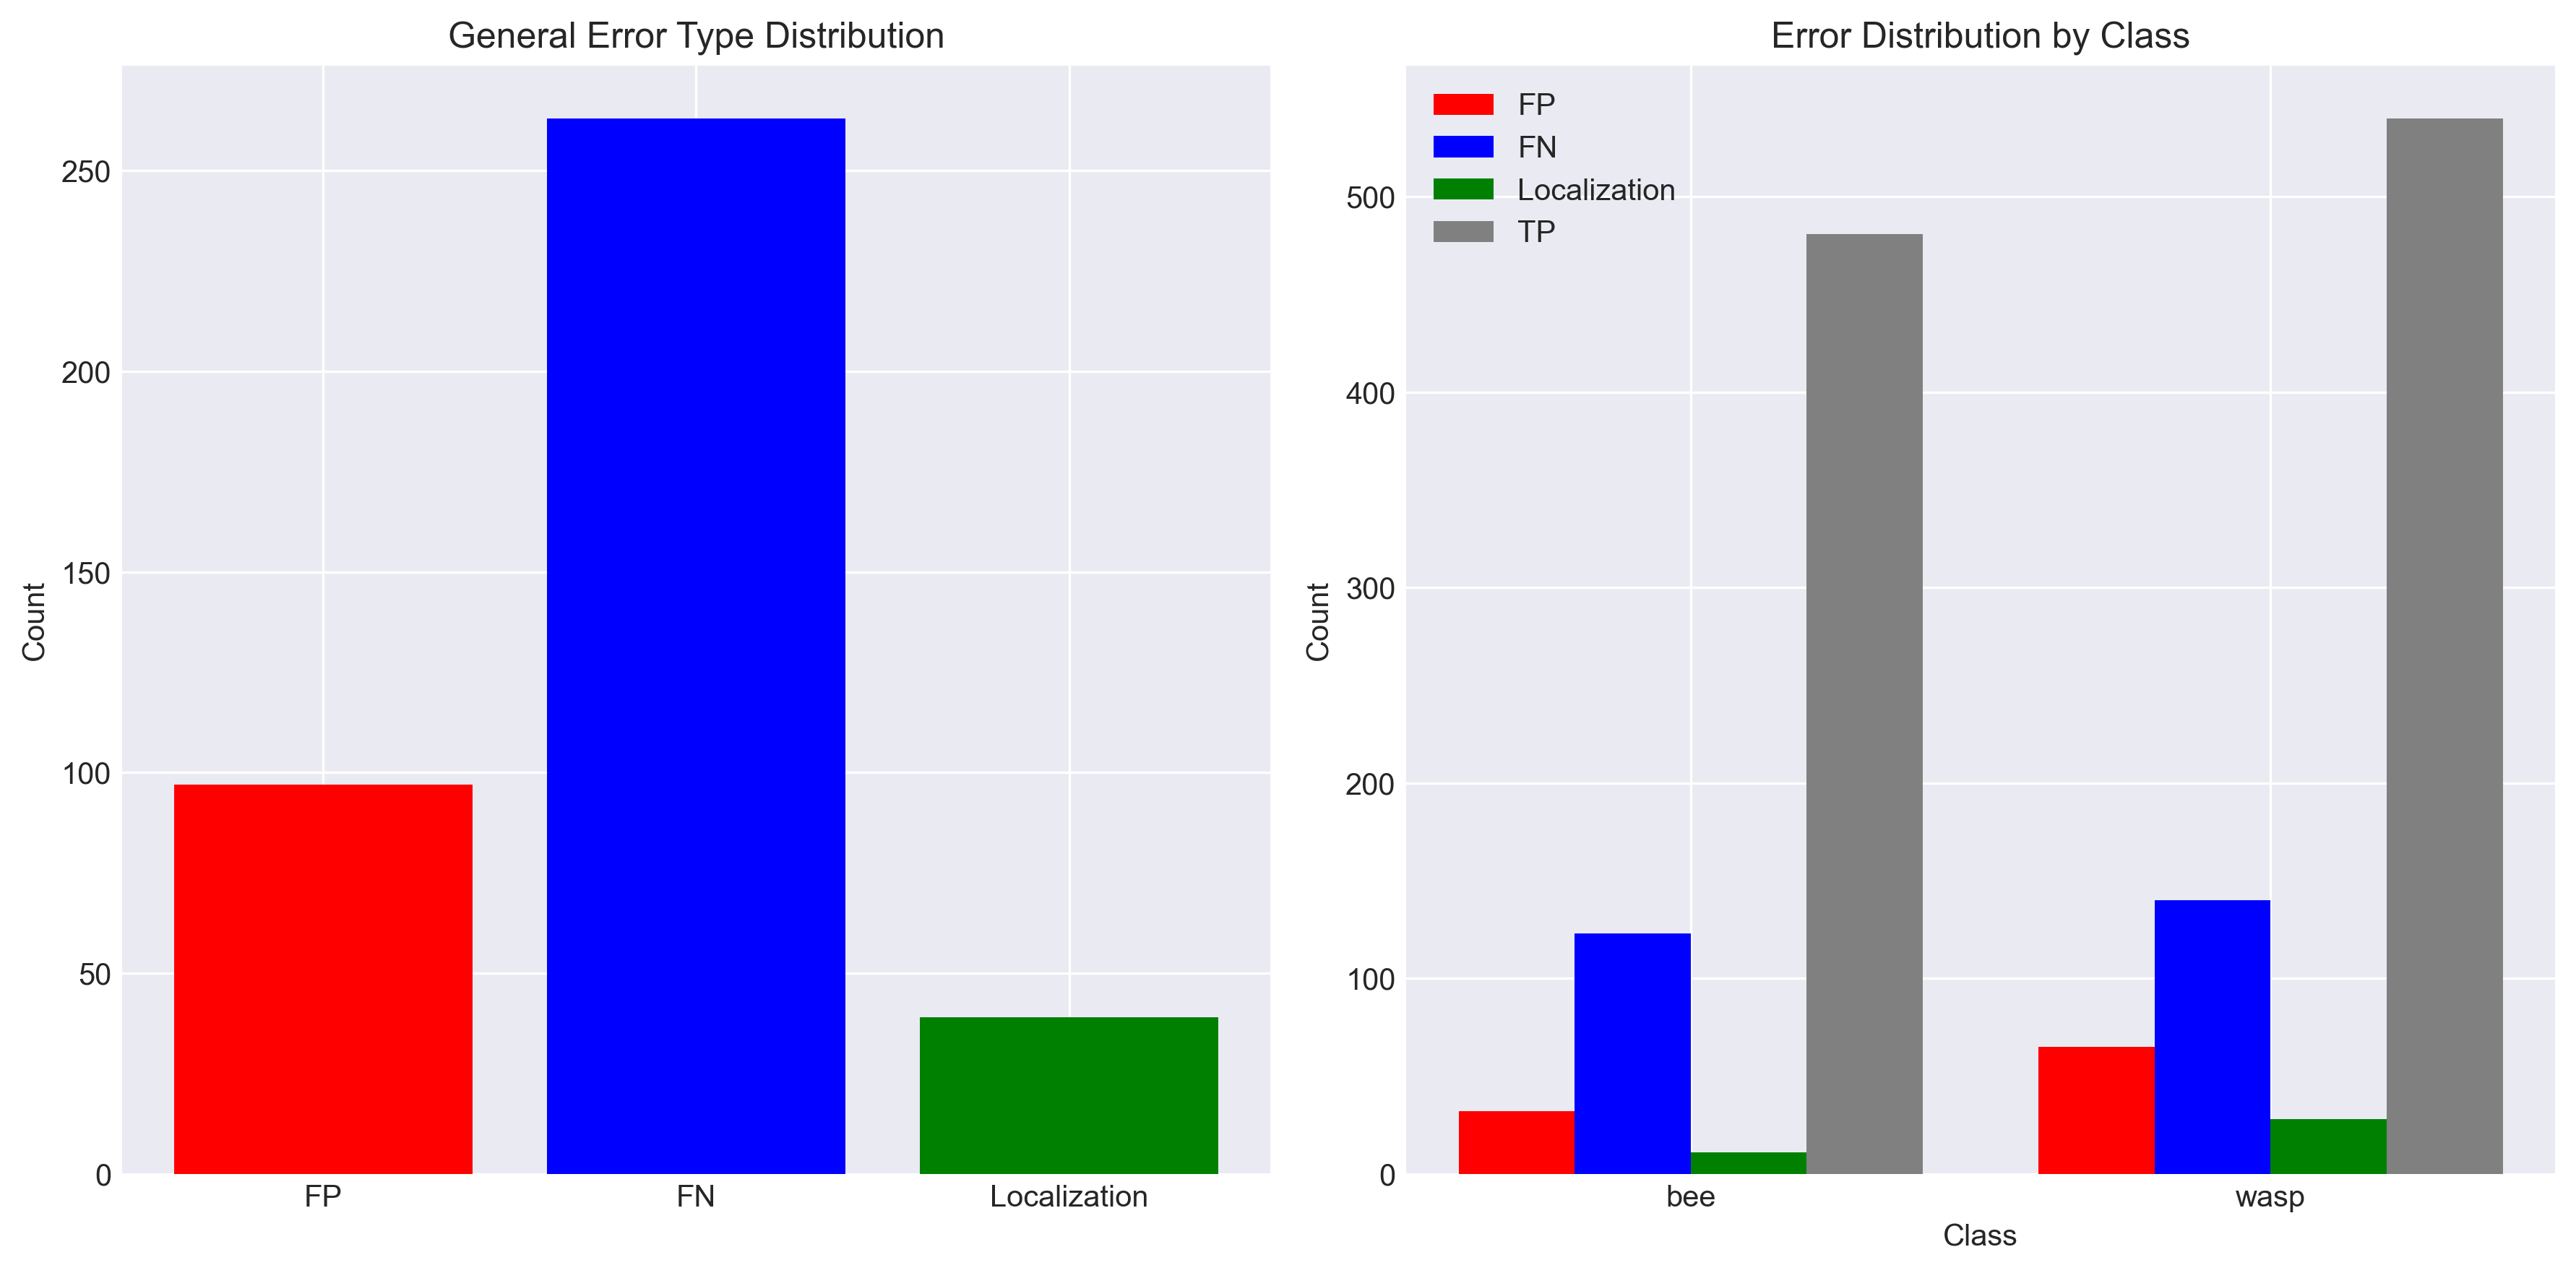 General Error Type Distribution
Count
250
200
150
100
50
0
FP
FN
Localization
Error Distribution by Class
Count
500
400
300
200
100
0
FP
FN
Localization
TP
bee
wasp
Class